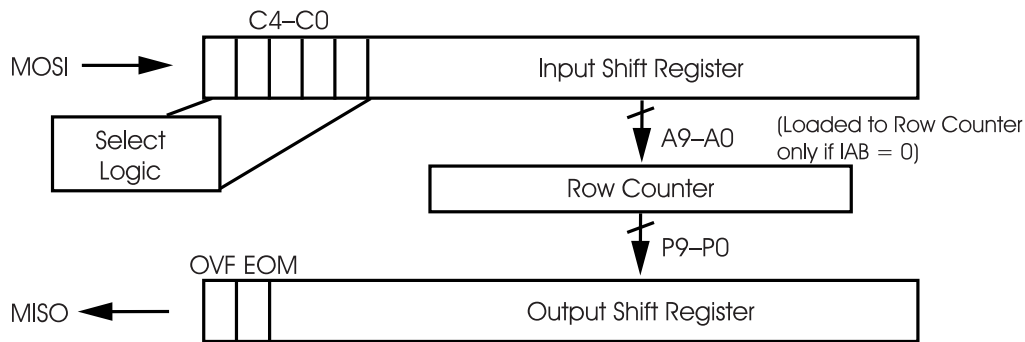 C4–C0
MOSI
Input Shift Register
Select
Logic
A9–A0
(Loaded to Row Counter
only if IAB = 0)
Row Counter
P9–P0
OVF EOM
MISO
Output Shift Register